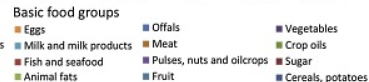 Basic food groups
Eggs Offals Vegetables
s Milk and milk products Meat Crop oils
Fish and seafood Pulses, nuts and oilcrops Sugar
Animal fats Fruit Cereals, potatoes